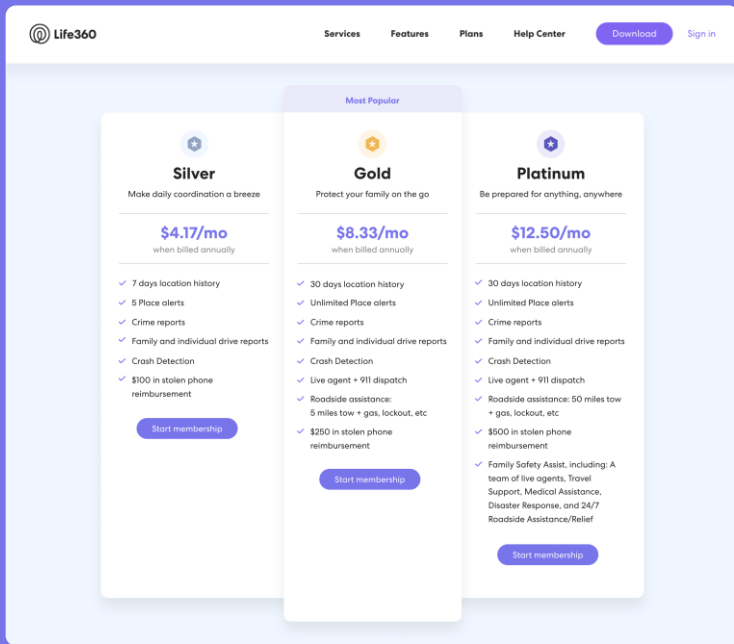 Life360
Services
Features
Plans
Help Center
Download
Sign in
Most Popular
Silver
Make daily coordination a breeze
$4.17/mo
when billed annually
7 days location history
5 Place alerts
Crime reports
Family and individual drive reports
Crash Detection
$100 in stolen phone
reimbursement
Start membership
Gold
Protect your family on the go
$8.33/mo
when billed annually
30 days location history
Unlimited Place alerts
Crime reports
Family and individual drive reports
Crash Detection
Live agent + 911 dispatch
Roadside assistance:
5 miles tow + gas, lockout, etc
$250 in stolen phone
reimbursement
Start membership
Platinum
Be prepared for anything, anywhere
$12.50/mo
when billed annually
30 days location history
Unlimited Place alerts
Crime reports
Family and individual drive reports
Crash Detection
Live agent + 911 dispatch
Roadside assistance: 50 miles tow
+ gas, lockout, etc
$500 in stolen phone
reimbursement
Family Safety Assist, including: A
team of live agents, Travel
Support, Medical Assistance,
Disaster Response, and 24/7
Roadside Assistance/Relief
Start membership